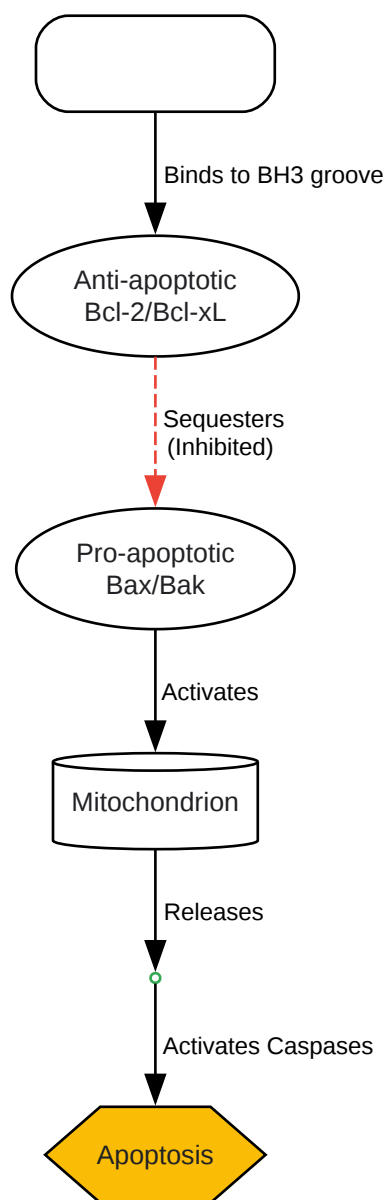 Binds to BH3 groove
Anti-apoptotic
Bcl-2/Bcl-xL
Sequesters
(Inhibited)
Pro-apoptotic
Bax/Bak
Activates
Mitochondrion
Releases
Activates Caspases
Apoptosis